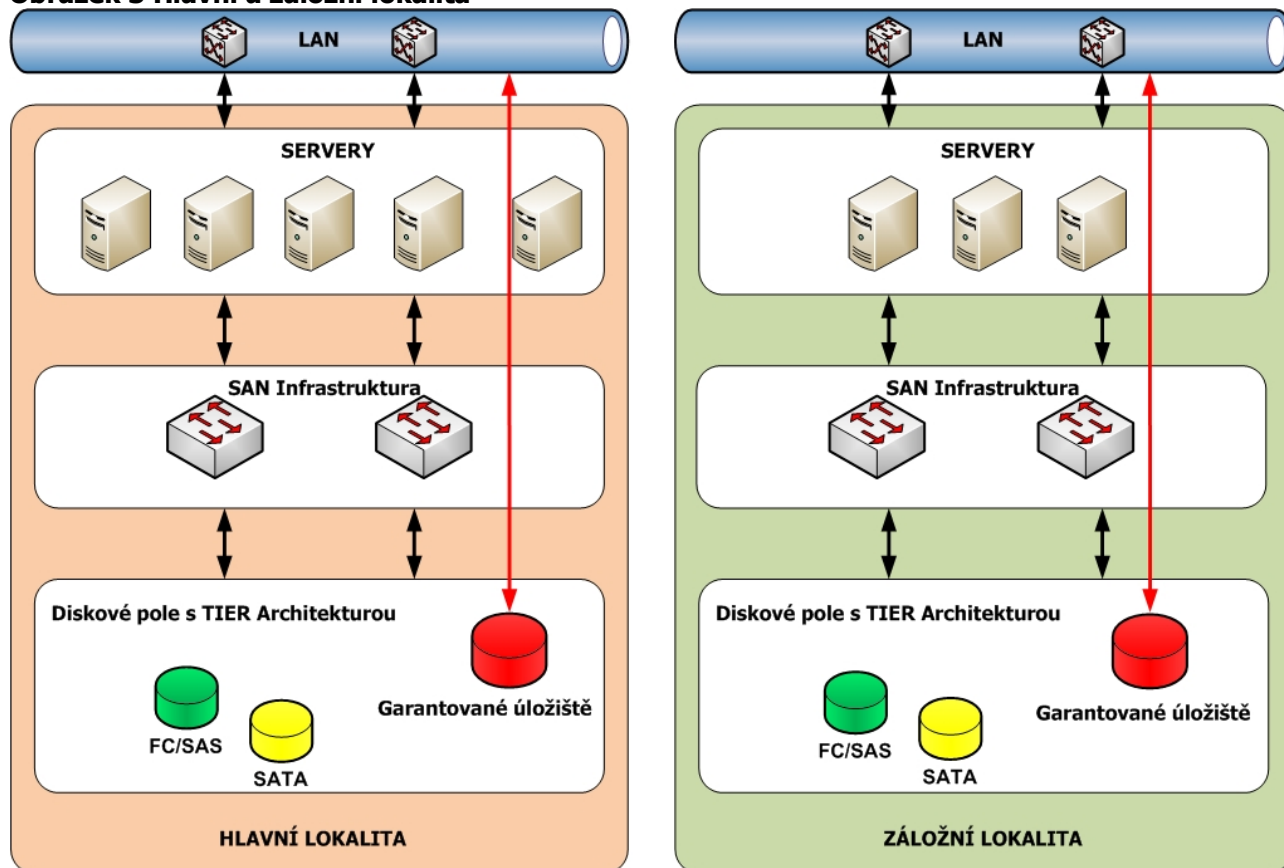 LAN
SERVERY
SAN Infrastruktura
Diskové pole s TIER Architekturou
Garantované úložiště
FC/SAS
SATA
HLAVNÍ LOKALITA
LAN
SERVERY
SAN Infrastruktura
Diskové pole s TIER Architekturou
Garantované úložiště
FC/SAS
SATA
ZÁLOŽNÍ LOKALITA